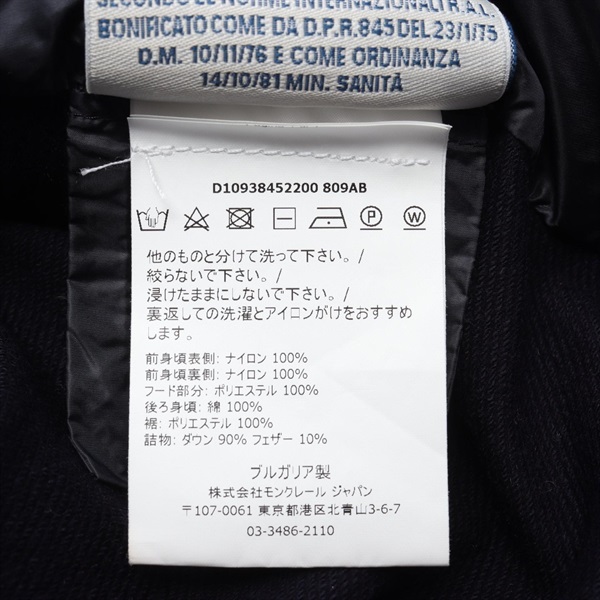 SECONDO LE NORME INTERNAZIONALI R.A.L.
BONIFICATO COME DA D.P.R. 845 DEL 23/1/75
D.M. 10/11/76 E COME ORDINANZA
14/10/81 MIN. SANITÀ
D10938452200 809AB
P W
他のものと分けて洗って下さい。/
絞らないで下さい。/
浸けたままにしないで下さい。/
裏返しての洗濯とアイロンがけをおすすめ
します。
前身頃表側: ナイロン 100%
前身頃裏側: ナイロン 100%
フード部分: ポリエステル 100%
後ろ身頃: 綿 100%
裾: ポリエステル 100%
詰物: ダウン 90% フェザー 10%
ブルガリア製
株式会社モンクレール ジャパン
〒107-0061 東京都港区北青山3-6-7
03-3486-2110